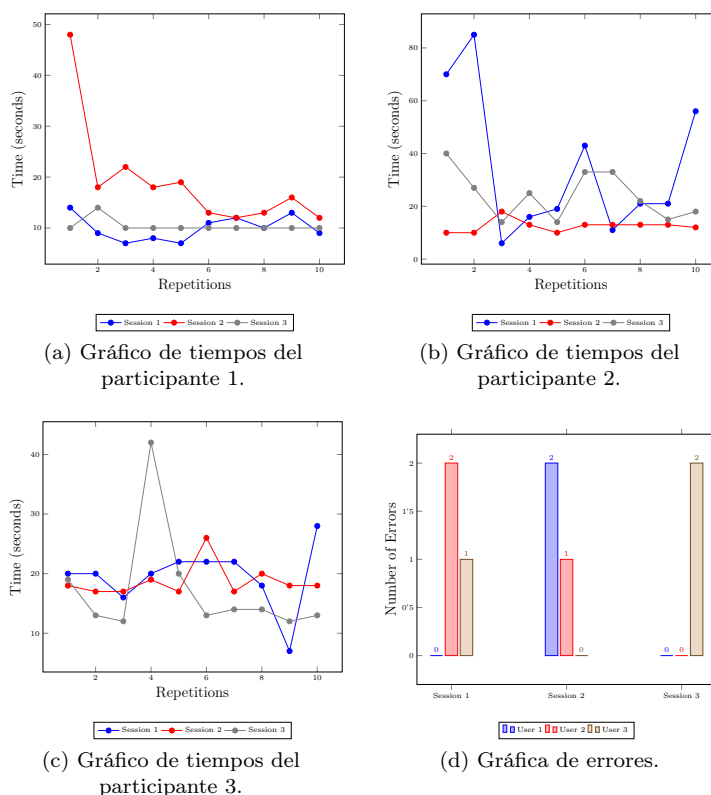 50
40
30
20
10
Time (seconds)
2 4 6 8 10
Repetitions
Session 1 Session 2 Session 3
(a) Gráfico de tiempos del
participante 1.
80
60
40
20
0
Time (seconds)
2 4 6 8 10
Repetitions
Session 1 Session 2 Session 3
(b) Gráfico de tiempos del
participante 2.
40
30
20
10
Time (seconds)
2 4 6 8 10
Repetitions
Session 1 Session 2 Session 3
(c) Gráfico de tiempos del
participante 3.
2
1'5
1
0'5
0
Number of Errors
0 2 1 2 1 0 0 0 2
Session 1 Session 2 Session 3
User 1 User 2 User 3
(d) Gráfica de errores.